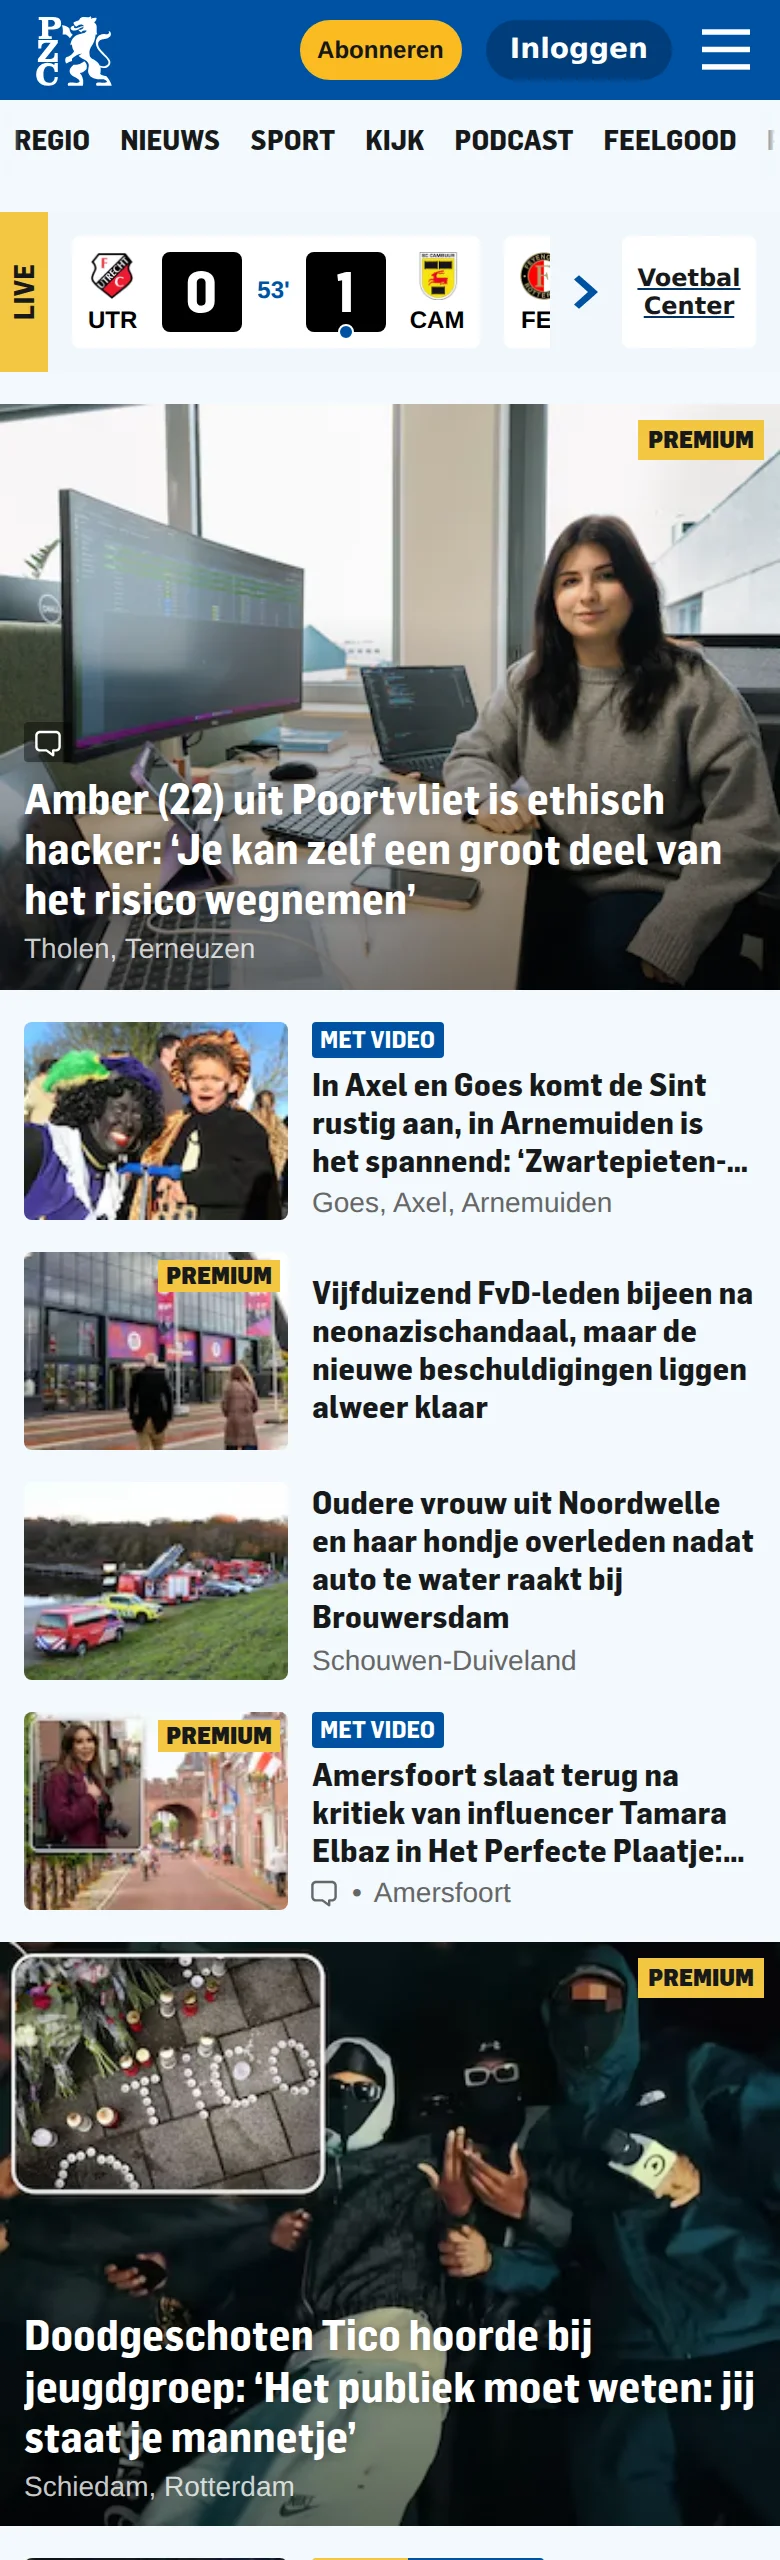 PZC
Abonneren
Inloggen
REGIO NIEUWS SPORT KIJK PODCAST FEELGOOD
LIVE
UTR 0 53' 1 CAM
FE
Voetbal
Center
PREMIUM
Amber (22) uit Poortvliet is ethisch
hacker: ‘Je kan zelf een groot deel van
het risico wegnemen’
Tholen, Terneuzen
MET VIDEO
In Axel en Goes komt de Sint
rustig aan, in Arnemuiden is
het spannend: ‘Zwartepieten-...
Goes, Axel, Arnemuiden
PREMIUM
Vijfduizend FvD-leden bijeen na
neonazischandaal, maar de
nieuwe beschuldigingen liggen
alweer klaar
Oudere vrouw uit Noordwelle
en haar hondje overleden nadat
auto te water raakt bij
Brouwersdam
Schouwen-Duiveland
PREMIUM
MET VIDEO
Amersfoort slaat terug na
kritiek van influencer Tamara
Elbaz in Het Perfecte Plaatje:...
• Amersfoort
PREMIUM
TICO
Doodgeschoten Tico hoorde bij
jeugdgroep: ‘Het publiek moet weten: jij
staat je mannetje’
Schiedam, Rotterdam